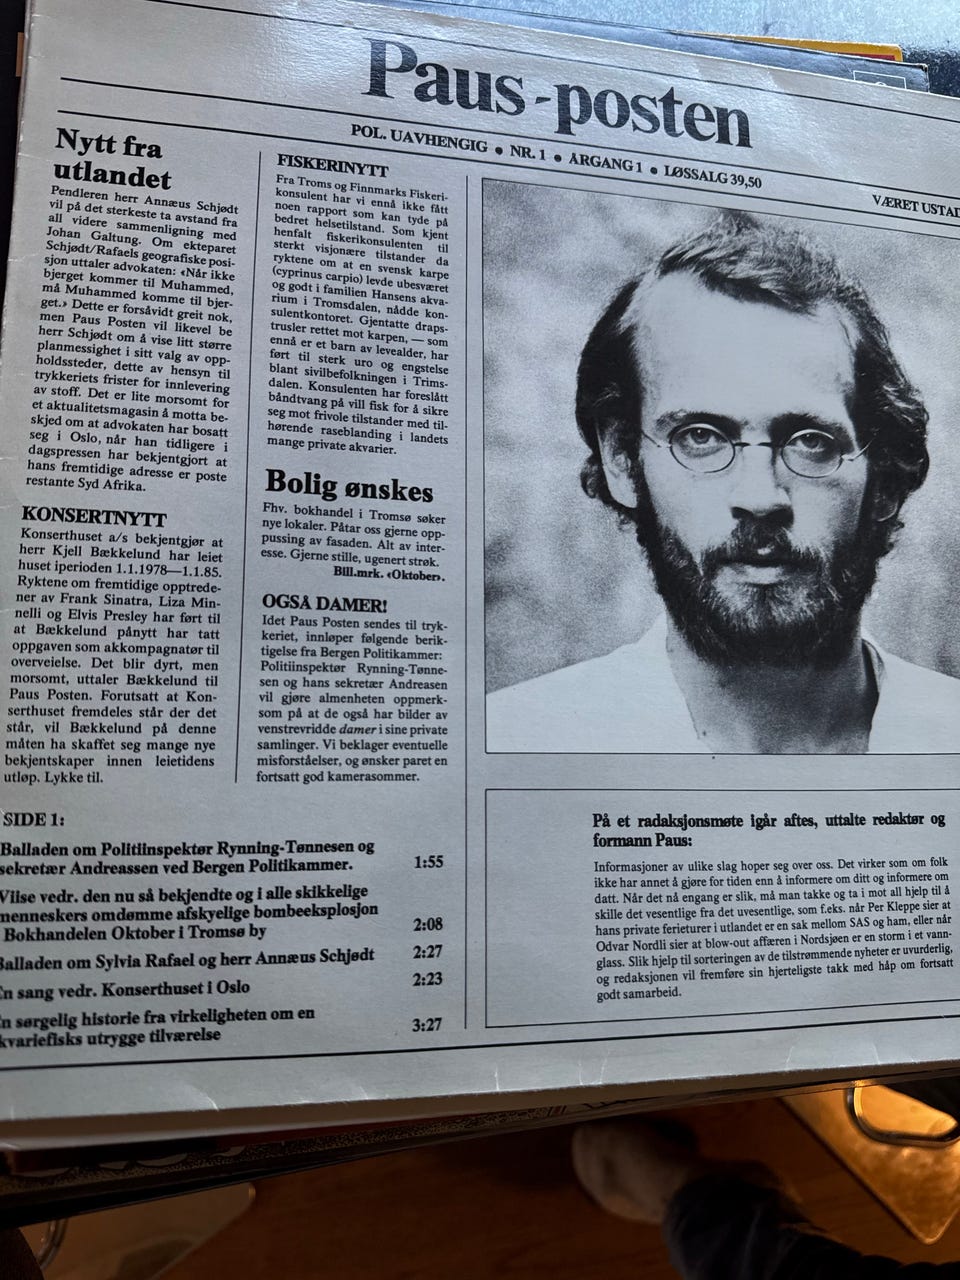 Paus-posten
POL. UAVHENGIG ● NR. 1 ● ÅRGANG 1 ● LØSSALG 39,50
VÆRET USTAD
Nytt fra
utlandet
Pendleren herr Annæus Schjødt
vil på det sterkeste ta avstand fra
all videre sammenligning med
Johan Galtung. Om ekteparet
Schjødt/Rafaels geografiske posi-
sjon uttaler advokaten: «Når ikke
bjerget kommer til Muhammed,
må Muhammed komme til bjer-
get.» Dette er forsåvidt greit nok,
men Paus Posten vil likevel be
herr Schjødt om å vise litt større
planmessighet i sitt valg av opp-
holdssteder, dette av hensyn til
trykkeriets frister for innlevering
av stoff. Det er lite morsomt for
et aktualitetsmagasin å motta be-
skjed om at advokaten har bosatt
seg i Oslo, når han tidligere i
dagspressen har bekjentgjort at
hans fremtidige adresse er poste
restante Syd Afrika.
KONSERTNYTT
Konserthuset a/s bekjentgjør at
herr Kjell Bækkelund har leiet
huset iperioden 1.1.1978—1.1.85.
Ryktene om fremtidige opptrede-
ner av Frank Sinatra, Liza Min-
nelli og Elvis Presley har ført til
at Bækkelund pånytt har tatt
oppgaven som akkompagnatør til
overveielse. Det blir dyrt, men
morsomt, uttaler Bækkelund til
Paus Posten. Forutsatt at Kon-
serthuset fremdeles står der det
står, vil Bækkelund på denne
måten ha skaffet seg mange nye
bekjentskaper innen leietidens
utløp. Lykke til.
FISKERINYTT
Fra Troms og Finnmarks Fiskeri-
konsulent har vi ennå ikke fått
noen rapport som kan tyde på
bedret helsetilstand. Som kjent
henfalt fiskerikonsulenten til
sterkt visjonære tilstander da
ryktene om at en svensk karpe
(cyprinus carpio) levde ubesværet
og godt i familien Hansens akva-
rium i Tromsdalen, nådde kon-
sulentkontoret. Gjentatte draps-
trusler rettet mot karpen, — som
ennå er et barn av levealder, har
ført til sterk uro og engstelse
blant sivilbefolkningen i Trims-
dalen. Konsulenten har foreslått
båndtvang på vill fisk for å sikre
seg mot frivole tilstander med til-
hørende raseblanding i landets
mange private akvarier.
Bolig ønskes
Fhv. bokhandel i Tromsø søker
nye lokaler. Påtar oss gjerne opp-
pussing av fasaden. Alt av inter-
esse. Gjerne stille, ugenert strøk.
Bill.mrk. «Oktober».
OGSÅ DAMER!
Idet Paus Posten sendes til tryk-
keriet, innløper følgende berik-
tigelse fra Bergen Politikammer:
Politiinspektør Rynning-Tønne-
sen og hans sekretær Andreasen
vil gjøre almenheten oppmerk-
som på at de også har bilder av
venstrevridde damer i sine private
samlinger. Vi beklager eventuelle
misforståelser, og ønsker paret en
fortsatt god kamerasommer.
SIDE 1:
Balladen om Politiinspektør Rynning-Tønnesen og
sekretær Andreassen ved Bergen Politikammer. 1:55
Viise vedr. den nu så bekjendte og i alle skikkelige
menneskers omdømme afskyelige bombeeksplosjon
Bokhandelen Oktober i Tromsø by 2:08
Balladen om Sylvia Rafael og herr Annæus Schjødt 2:27
En sang vedr. Konserthuset i Oslo 2:23
En sørgelig historie fra virkeligheten om en
kvariefisks utrygge tilværelse 3:27
På et radaksjonsmøte igår aftes, uttalte redaktør og
formann Paus:
Informasjoner av ulike slag hoper seg over oss. Det virker som om folk
ikke har annet å gjøre for tiden enn å informere om ditt og informere om
datt. Når det nå engang er slik, må man takke og ta i mot all hjelp til å
skille det vesentlige fra det uvesentlige, som f.eks. når Per Kleppe sier at
hans private ferieturer i utlandet er en sak mellom SAS og ham, eller når
Odvar Nordli sier at blow-out affæren i Nordsjøen er en storm i et vann-
glass. Slik hjelp til sorteringen av de tilstrømmende nyheter er uvurderlig,
og redaksjonen vil fremføre sin hjerteligste takk med håp om fortsatt
godt samarbeid.